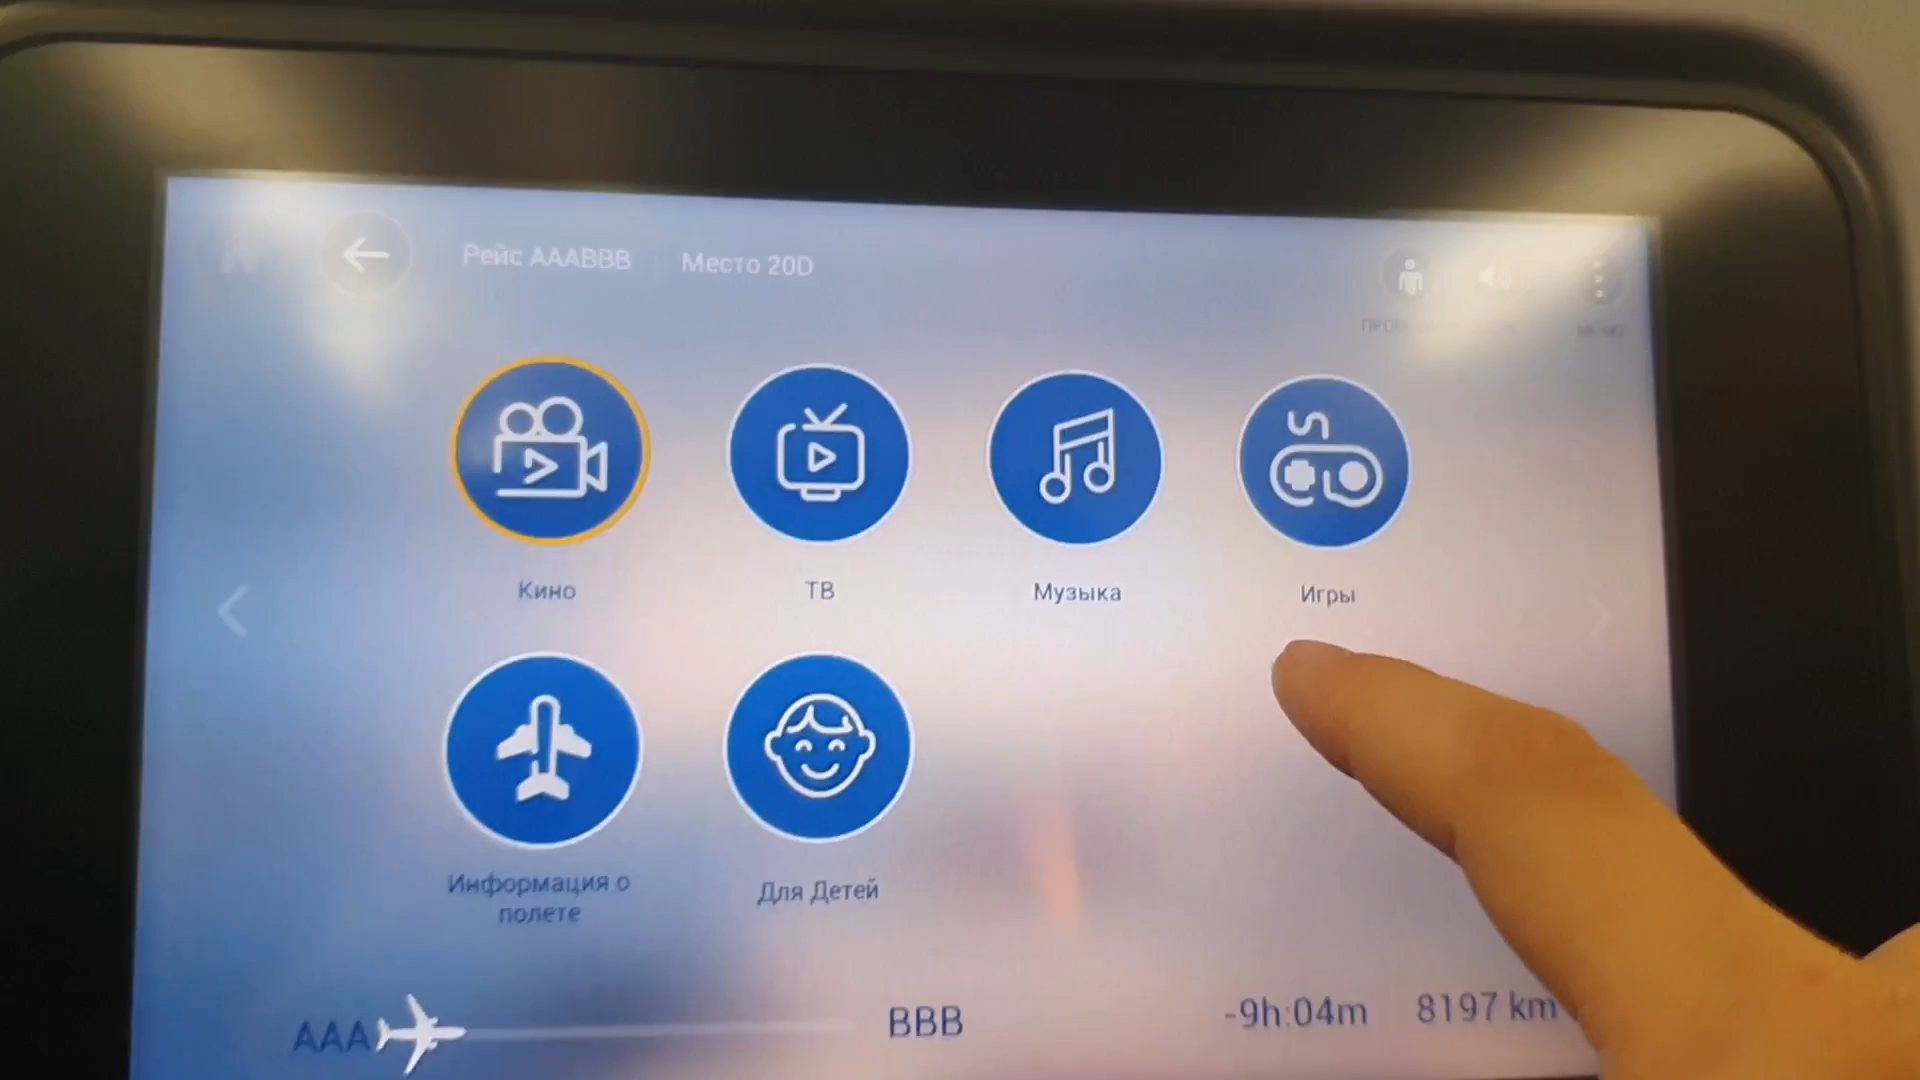 Рейс AAABBB
Место 20D
Кино
ТВ
Музыка
Игры
Информация о
полете
Для Детей
AAA
BBB
-9h:04m
8197 km